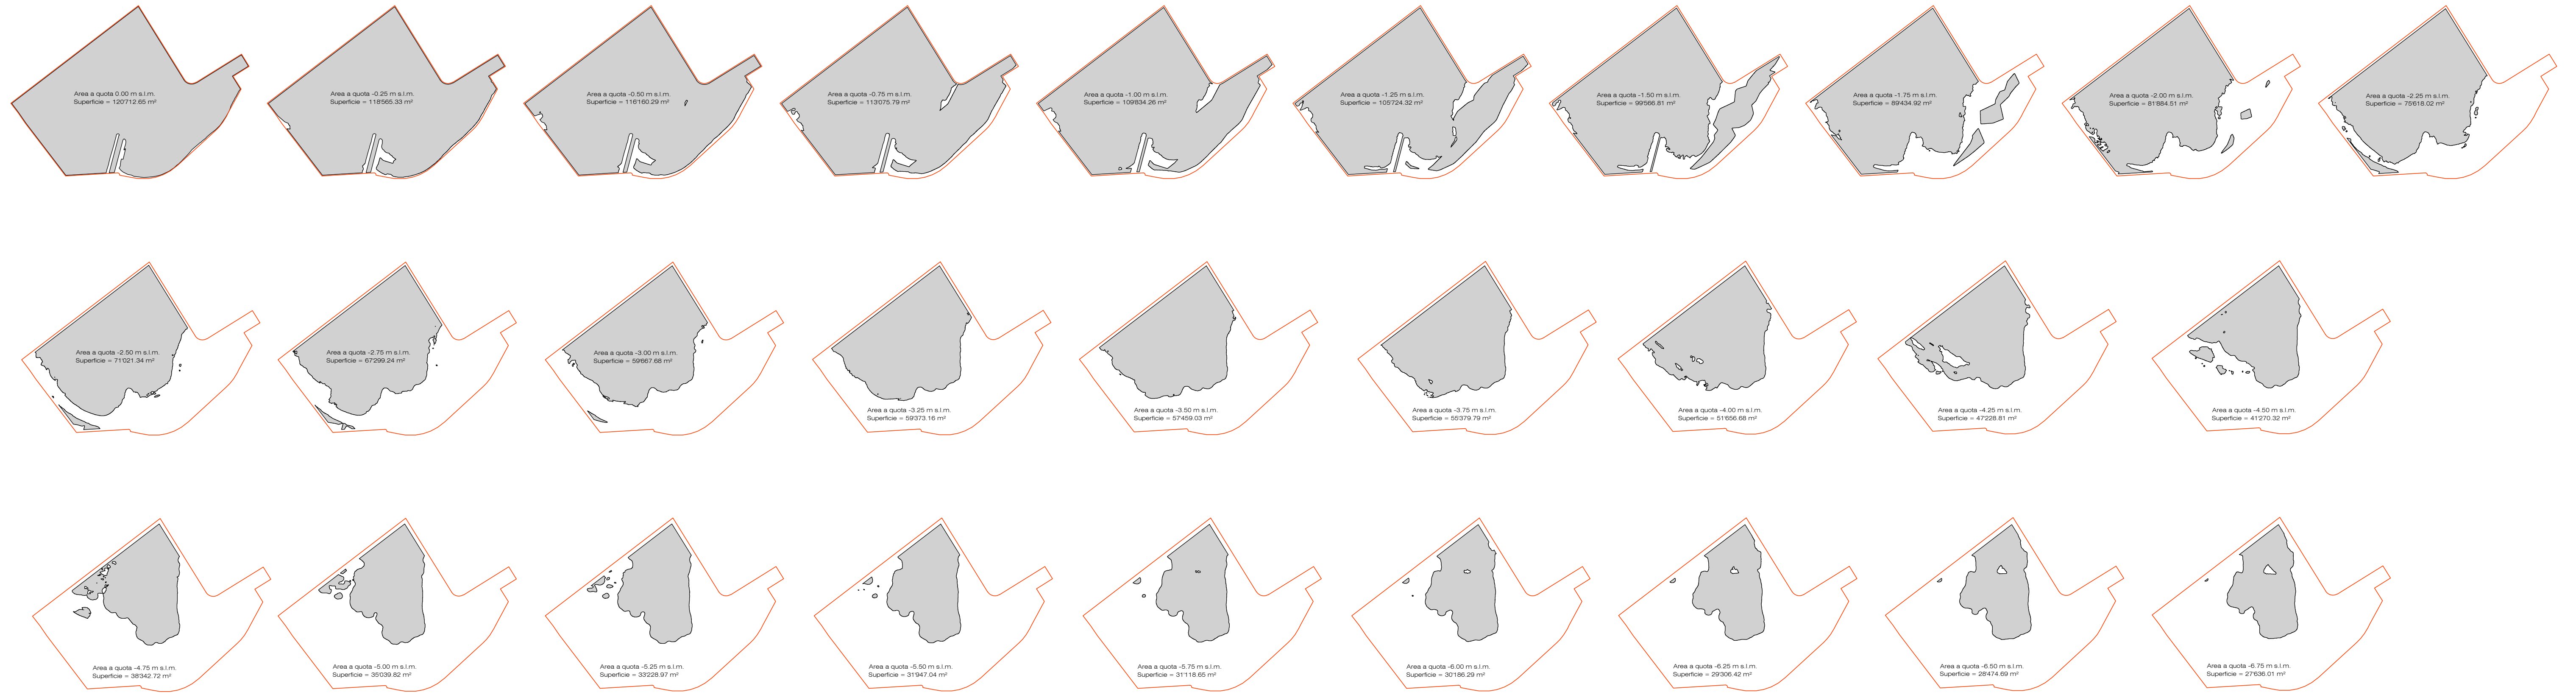 Area a quota 0.00 m s.l.m.
Superficie = 120'712.65 m²
Area a quota -0.25 m s.l.m.
Superficie = 118'565.33 m²
Area a quota -0.50 m s.l.m.
Superficie = 116'160.29 m²
Area a quota -0.75 m s.l.m.
Superficie = 113'075.79 m²
Area a quota -1.00 m s.l.m.
Superficie = 109'834.26 m²
Area a quota -1.25 m s.l.m.
Superficie = 105'724.32 m²
Area a quota -1.50 m s.l.m.
Superficie = 99'566.81 m²
Area a quota -1.75 m s.l.m.
Superficie = 89'434.92 m²
Area a quota -2.00 m s.l.m.
Superficie = 81'884.51 m²
Area a quota -2.25 m s.l.m.
Superficie = 75'618.02 m²
Area a quota -2.50 m s.l.m.
Superficie = 71'021.34 m²
Area a quota -2.75 m s.l.m.
Superficie = 67'299.24 m²
Area a quota -3.00 m s.l.m.
Superficie = 59'667.68 m²
Area a quota -3.25 m s.l.m.
Superficie = 59'373.16 m²
Area a quota -3.50 m s.l.m.
Superficie = 57'459.03 m²
Area a quota -3.75 m s.l.m.
Superficie = 55'379.79 m²
Area a quota -4.00 m s.l.m.
Superficie = 51'656.68 m²
Area a quota -4.25 m s.l.m.
Superficie = 47'228.81 m²
Area a quota -4.50 m s.l.m.
Superficie = 41'270.32 m²
Area a quota -4.75 m s.l.m.
Superficie = 38'342.72 m²
Area a quota -5.00 m s.l.m.
Superficie = 35'039.82 m²
Area a quota -5.25 m s.l.m.
Superficie = 33'228.97 m²
Area a quota -5.50 m s.l.m.
Superficie = 31'947.04 m²
Area a quota -5.75 m s.l.m.
Superficie = 31'118.65 m²
Area a quota -6.00 m s.l.m.
Superficie = 30'186.29 m²
Area a quota -6.25 m s.l.m.
Superficie = 29'306.42 m²
Area a quota -6.50 m s.l.m.
Superficie = 28'474.69 m²
Area a quota -6.75 m s.l.m.
Superficie = 27'636.01 m²